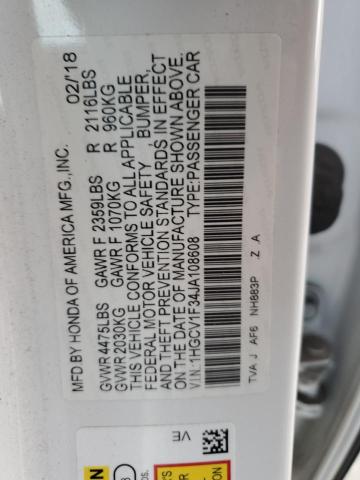 MFD BY HONDA OF AMERICA MFG.,INC. 02/'18
GVWR 4475LBS GAWR F 2359LBS R 2116LBS
GVWR 2030KG GAWR F 1070KG R 960KG
THIS VEHICLE CONFORMS TO ALL APPLICABLE
FEDERAL MOTOR VEHICLE SAFETY BUMPER,
AND THEFT PREVENTION STANDARDS IN EFFECT
ON THE DATE OF MANUFACTURE SHOWN ABOVE.
V.I.N.:1HGCV1F34JA108608 TYPE:PASSENGER CAR
TVA J AF6 NH883P Z A
VE